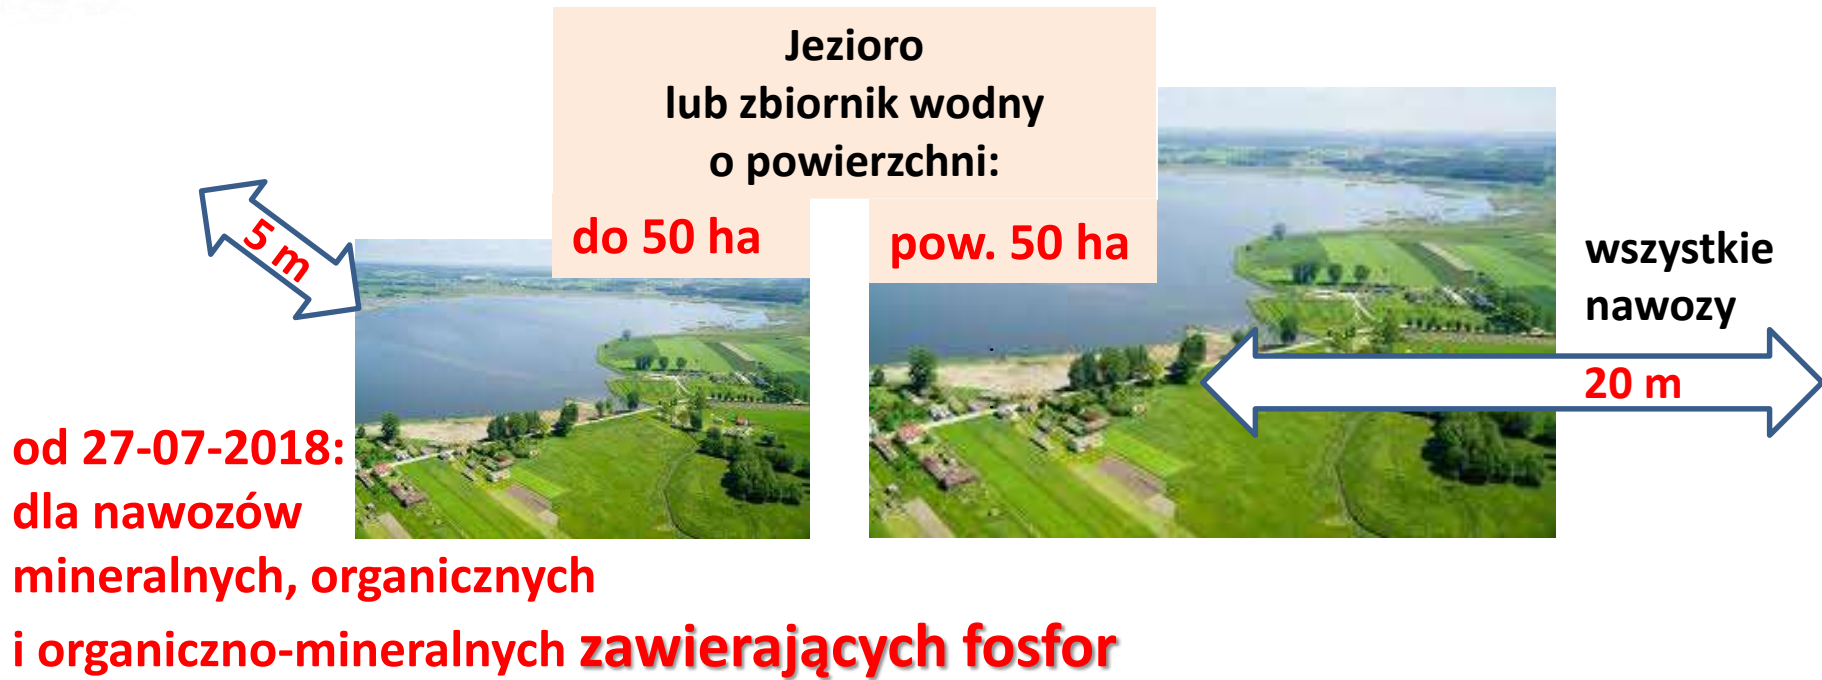 Jezioro
lub zbiornik wodny
o powierzchni:
do 50 ha
pow. 50 ha
5 m
wszystkie
nawozy
20 m
od 27-07-2018:
dla nawozów
mineralnych, organicznych
i organiczno-mineralnych zawierających fosfor